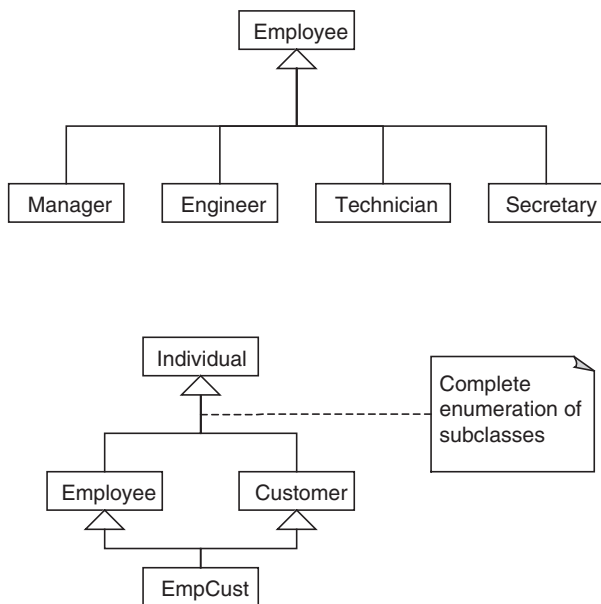 Employee
Manager
Engineer
Technician
Secretary
Individual
Complete
enumeration of
subclasses
Employee
Customer
EmpCust